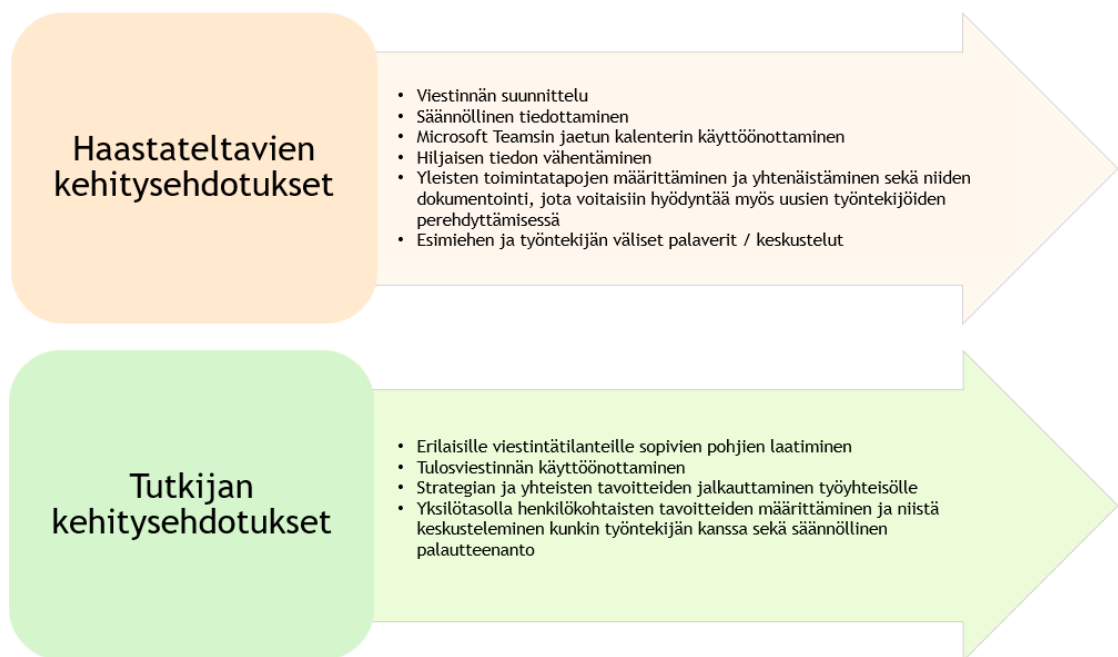 Haastateltavien
kehitysehdotukset
• Viestinnän suunnittelu
• Säännöllinen tiedottaminen
• Microsoft Teamsin jaetun kalenterin käyttöönottaminen
• Hiljaisen tiedon vähentäminen
• Yleisten toimintatapojen määrittäminen ja yhtenäistäminen sekä niiden
dokumentointi, jota voitaisiin hyödyntää myös uusien työntekijöiden
perehdyttämisessä
• Esimiehen ja työntekijän väliset palaverit / keskustelut
Tutkijan
kehitysehdotukset
• Erilaisille viestintätilanteille sopivien pohjien laatiminen
• Tulosviestinnän käyttöönottaminen
• Strategian ja yhteisten tavoitteiden jalkauttaminen työyhteisölle
• Yksilötasolla henkilökohtaisten tavoitteiden määrittäminen ja niistä
keskusteleminen kunkin työntekijän kanssa sekä säännöllinen
palautteenanto